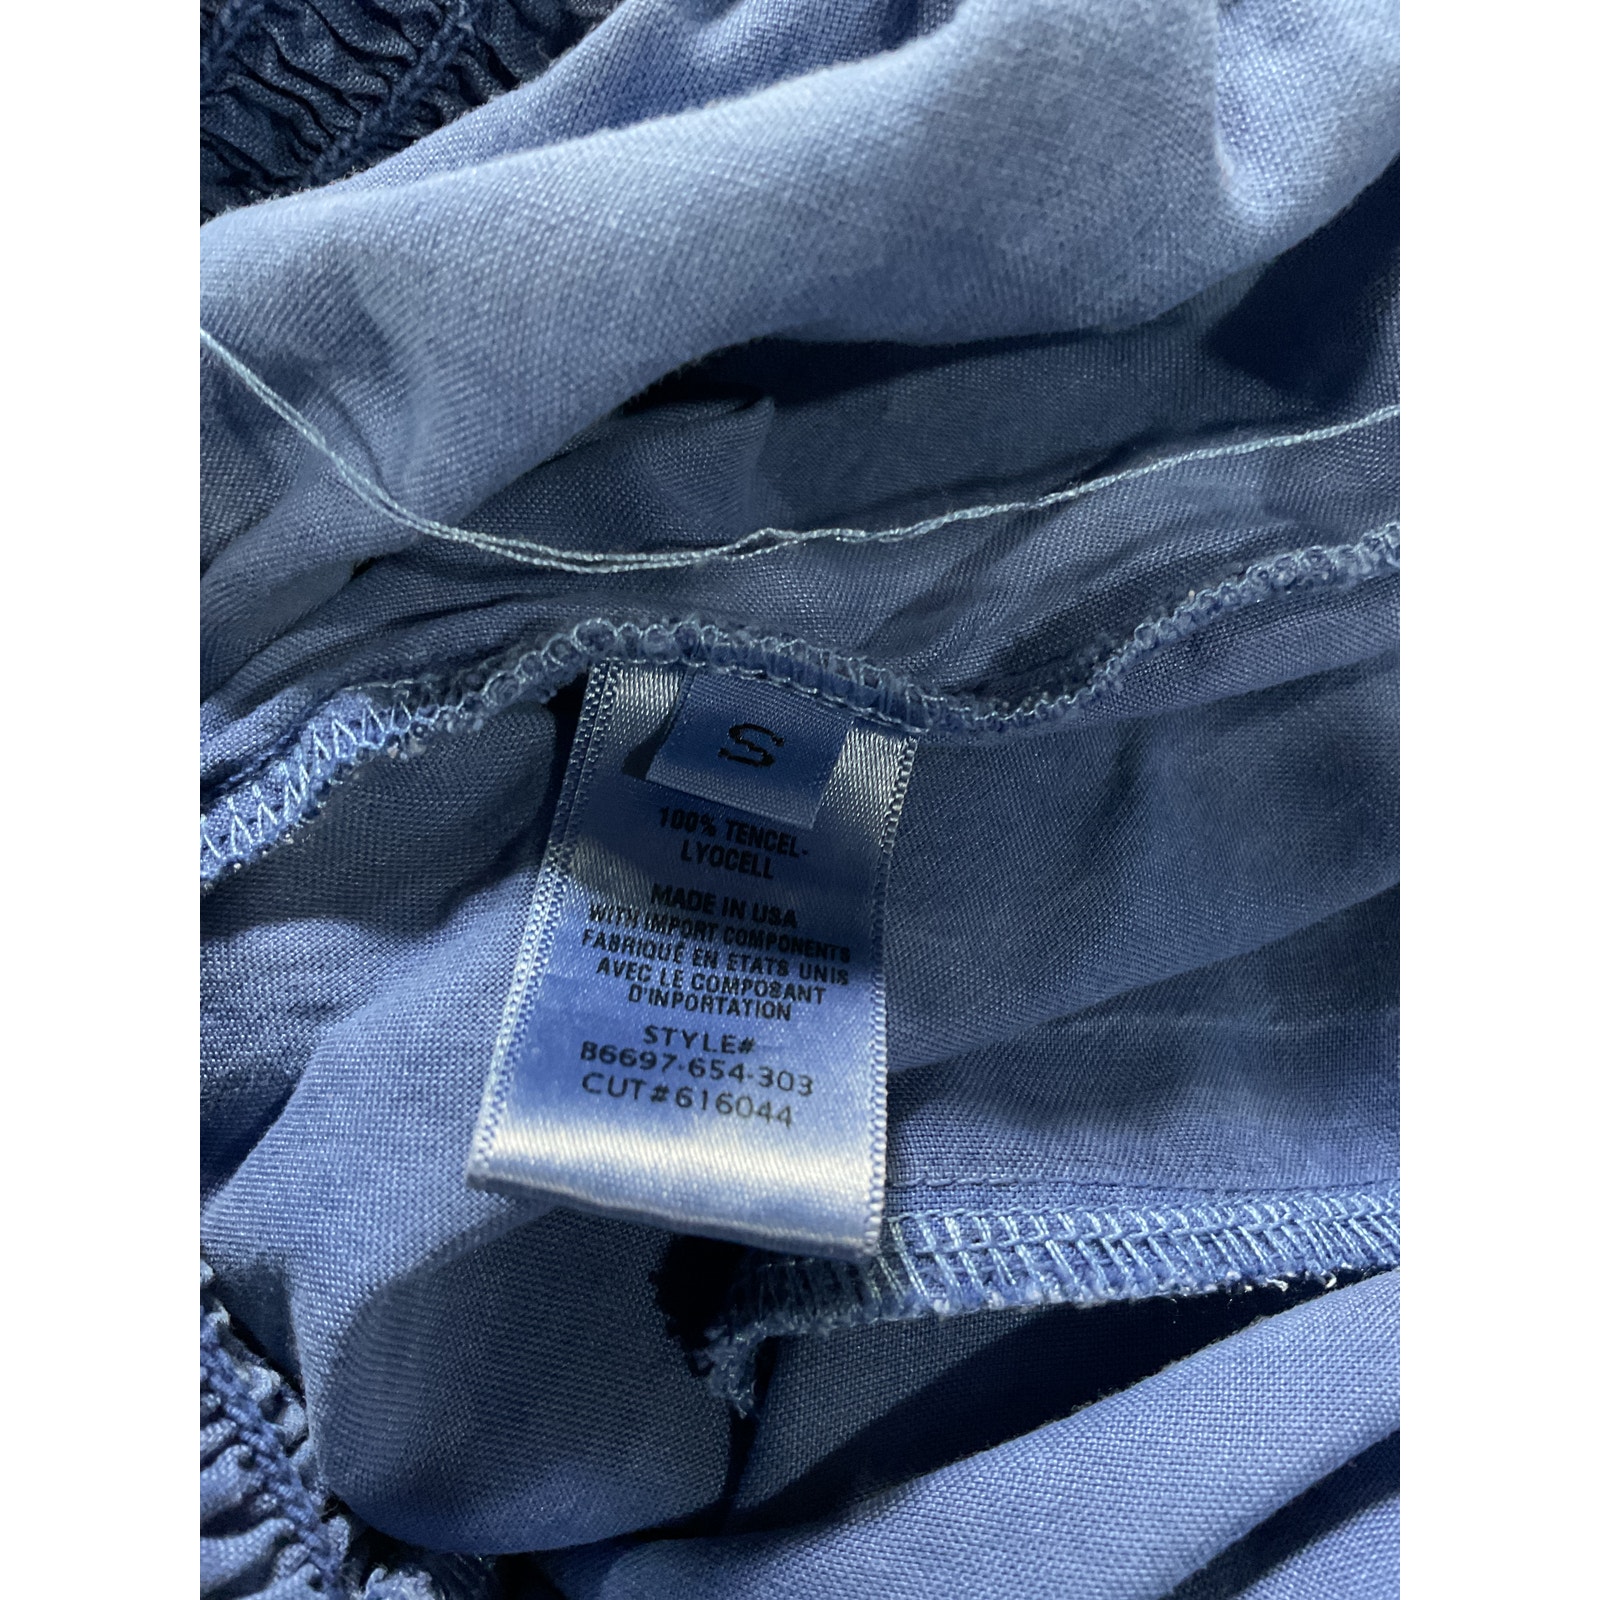 S
100% TENCEL-
LYOCELL
MADE IN USA
WITH IMPORT COMPONENTS
FABRIQUÉ EN ETATS UNIS
AVEC LE COMPOSANT
D'INPORTATION
STYLE#
B6697-654-303
CUT#616044